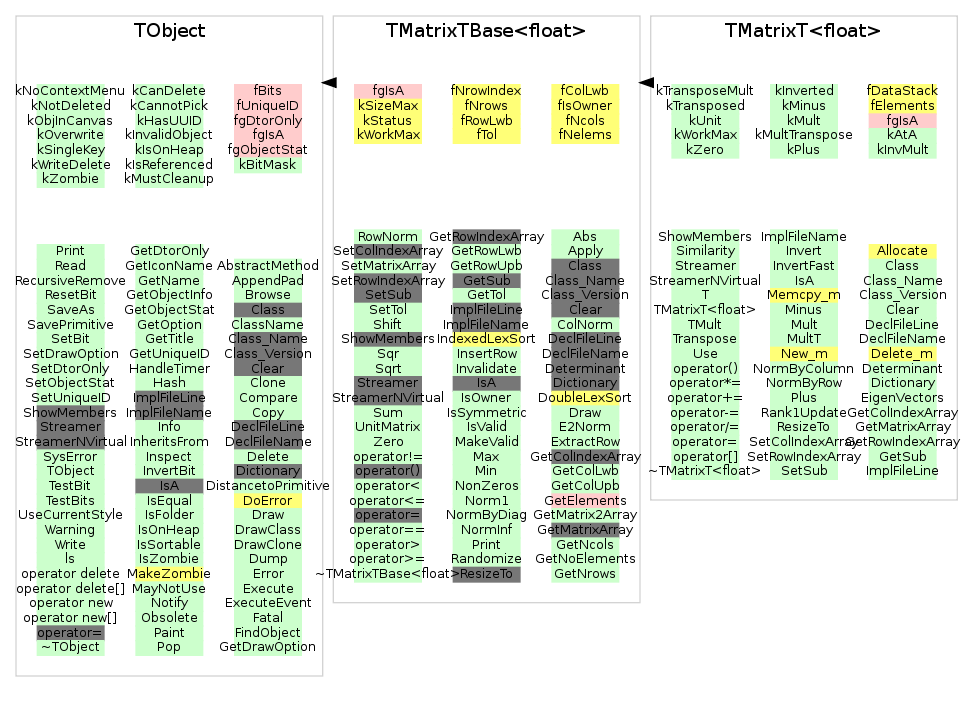 TObject
kNoContextMenu
kNotDeleted
kObjInCanvas
kOverwrite
kSingleKey
kWriteDelete
kZombie
kCanDelete
kCannotPick
kHasUUID
kInvalidObject
kIsOnHeap
kIsReferenced
kMustCleanup
fBits
fUniqueID
fgDtorOnly
fgIsA
fgObjectStat
kBitMask
Print
Read
RecursiveRemove
ResetBit
SaveAs
SavePrimitive
SetBit
SetDrawOption
SetDtorOnly
SetObjectStat
SetUniqueID
ShowMembers
Streamer
StreamerNVirtual
SysError
TObject
TestBit
TestBits
UseCurrentStyle
Warning
Write
ls
operator delete
operator delete[]
operator new
operator new[]
operator=
~TObject
GetDtorOnly
GetIconName
GetName
GetObjectInfo
GetObjectStat
GetOption
GetTitle
GetUniqueID
HandleTimer
Hash
ImplFileLine
ImplFileName
Info
InheritsFrom
Inspect
InvertBit
IsA
IsEqual
IsFolder
IsOnHeap
IsSortable
IsZombie
MakeZombie
MayNotUse
Notify
Obsolete
Paint
Pop
AbstractMethod
AppendPad
Browse
Class
ClassName
Class_Name
Class_Version
Clear
Clone
Compare
Copy
DeclFileLine
DeclFileName
Delete
Dictionary
DistancetoPrimitive
DoError
Draw
DrawClass
DrawClone
Dump
Error
Execute
ExecuteEvent
Fatal
FindObject
GetDrawOption
TMatrixTBase<float>
fgIsA
kSizeMax
kStatus
kWorkMax
fNrowIndex
fNrows
fRowLwb
fTol
fColLwb
fIsOwner
fNcols
fNelems
RowNorm
SetColIndexArray
SetMatrixArray
SetRowIndexArray
SetSub
SetTol
Shift
ShowMembers
Sqr
Sqrt
Streamer
StreamerNVirtual
Sum
UnitMatrix
Zero
operator!=
operator()
operator<
operator<=
operator=
operator==
operator>
operator>=
~TMatrixTBase<float>
GetRowIndexArray
GetRowLwb
GetRowUpb
GetSub
GetTol
ImplFileLine
ImplFileName
IndexedLexSort
InsertRow
Invalidate
IsA
IsOwner
IsSymmetric
IsValid
MakeValid
Max
Min
NonZeros
Norm1
NormByDiag
NormInf
Print
Randomize
ResizeTo
Abs
Apply
Class
Class_Name
Class_Version
Clear
ColNorm
DeclFileLine
DeclFileName
Determinant
Dictionary
DoubleLexSort
Draw
E2Norm
ExtractRow
GetColIndexArray
GetColLwb
GetColUpb
GetElements
GetMatrix2Array
GetMatrixArray
GetNcols
GetNoElements
GetNrows
TMatrixT<float>
kTransposeMult
kTransposed
kUnit
kWorkMax
kZero
kInverted
kMinus
kMult
kMultTranspose
kPlus
fDataStack
fElements
fgIsA
kAtA
kInvMult
ShowMembers
Similarity
Streamer
StreamerNVirtual
T
TMatrixT<float>
TMult
Transpose
Use
operator()
operator*=
operator+=
operator-=
operator/=
operator=
operator[]
~TMatrixT<float>
ImplFileName
Invert
InvertFast
IsA
Memcpy_m
Minus
Mult
MultT
New_m
NormByColumn
NormByRow
Plus
Rank1Update
ResizeTo
SetColIndexArray
SetRowIndexArray
SetSub
Allocate
Class
Class_Name
Class_Version
Clear
DeclFileLine
DeclFileName
Delete_m
Determinant
Dictionary
EigenVectors
GetColIndexArray
GetMatrixArray
GetRowIndexArray
GetSub
ImplFileLine